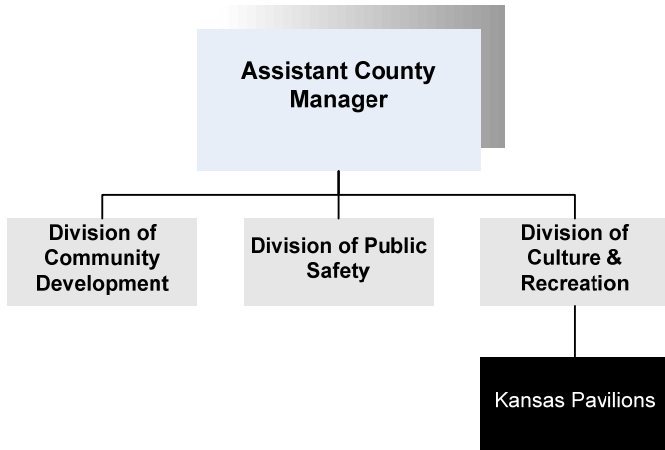 Assistant County
Manager
Division of
Community
Development
Division of Public
Safety
Division of
Culture &
Recreation
Kansas Pavilions